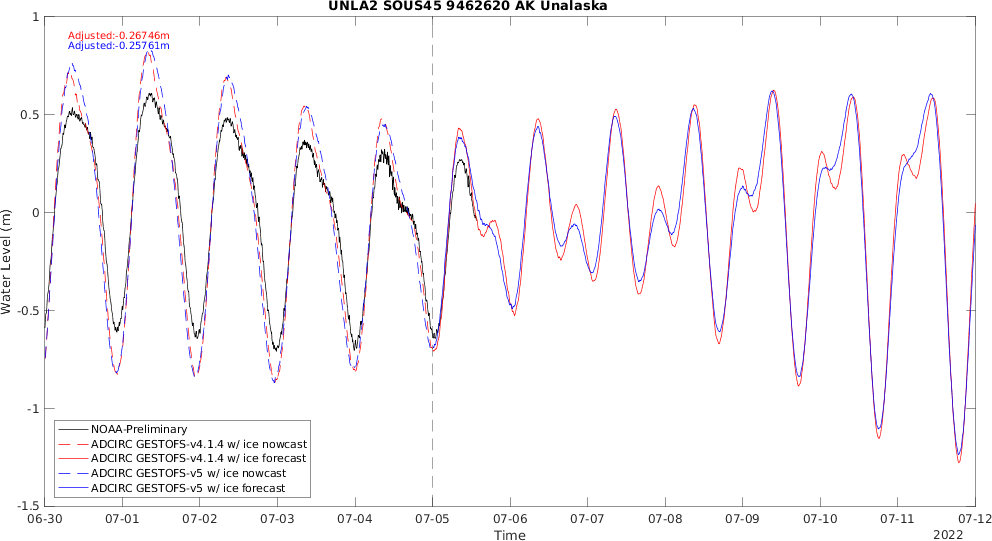 UNLA2 SOUS45 9462620 AK Unalaska
Adjusted:-0.26746m
Adjusted:-0.25761m
1
0.5
0
-0.5
-1
-1.5
Water Level (m)
NOAA-Preliminary
ADCIRC GESTOFS-v4.1.4 w/ ice nowcast
ADCIRC GESTOFS-v4.1.4 w/ ice forecast
ADCIRC GESTOFS-v5 w/ ice nowcast
ADCIRC GESTOFS-v5 w/ ice forecast
06-30 07-01 07-02 07-03 07-04 07-05 07-06 07-07 07-08 07-09 07-10 07-11 07-12
Time
2022